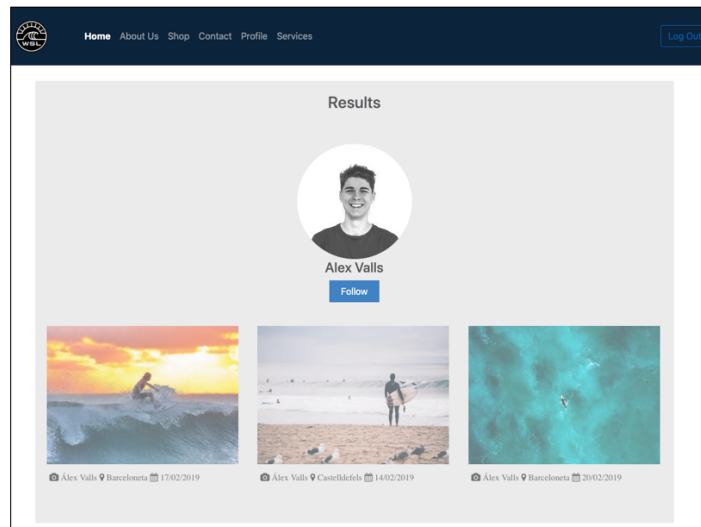 WSL
Home About Us Shop Contact Profile Services
Log Out
Results
Alex Valls
Follow
Álex Valls Barceloneta 17/02/2019
Álex Valls Castelldefels 14/02/2019
Álex Valls Barceloneta 20/02/2019